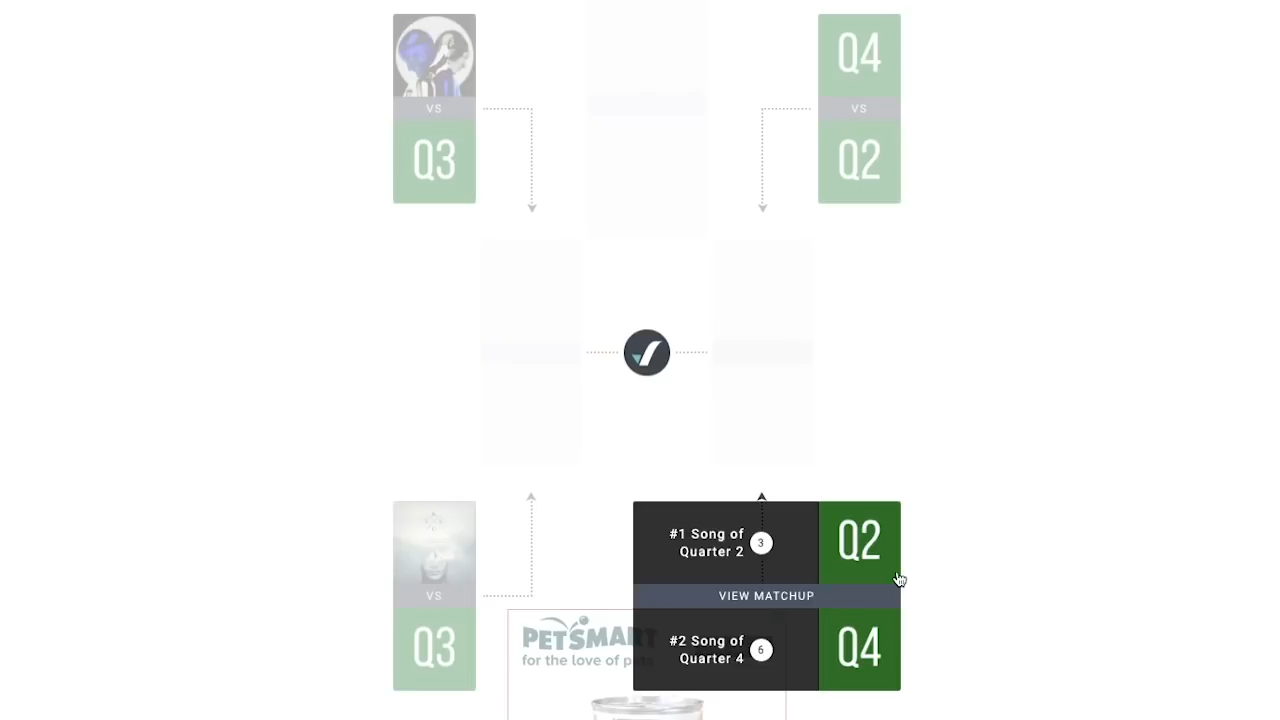 Q4
VS
VS
Q3
Q2
#1 Song of
Quarter 2
3
Q2
VS
VIEW MATCHUP
PETSMART
for the love of pe
#2 Song of
Quarter 4
6
Q3
Q4